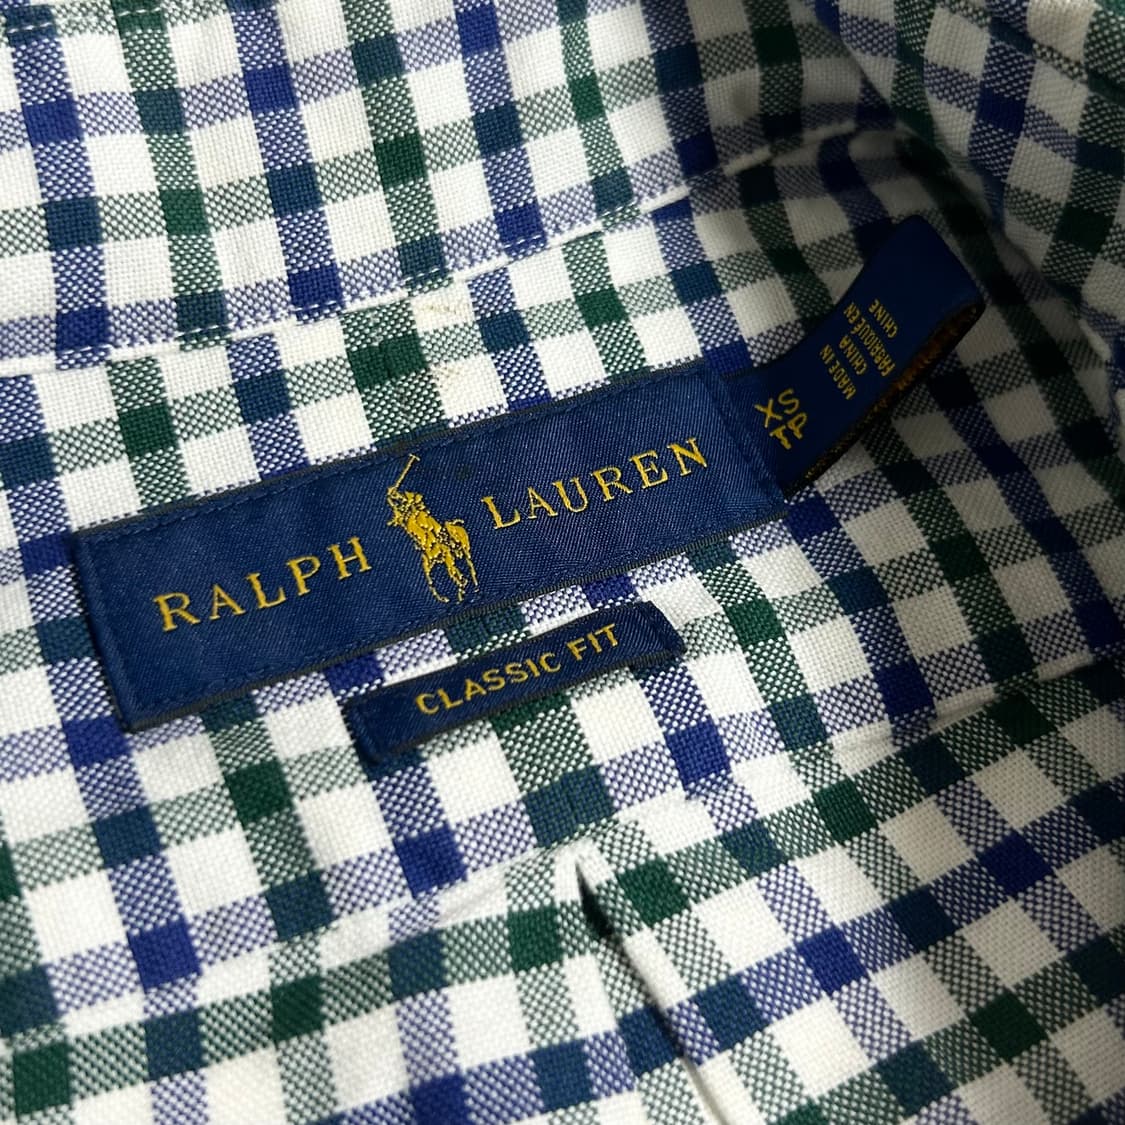 RALPH LAUREN
CLASSIC FIT
XS
TP
MADE IN
CHINA
FABRIQUÉ EN
CHINE